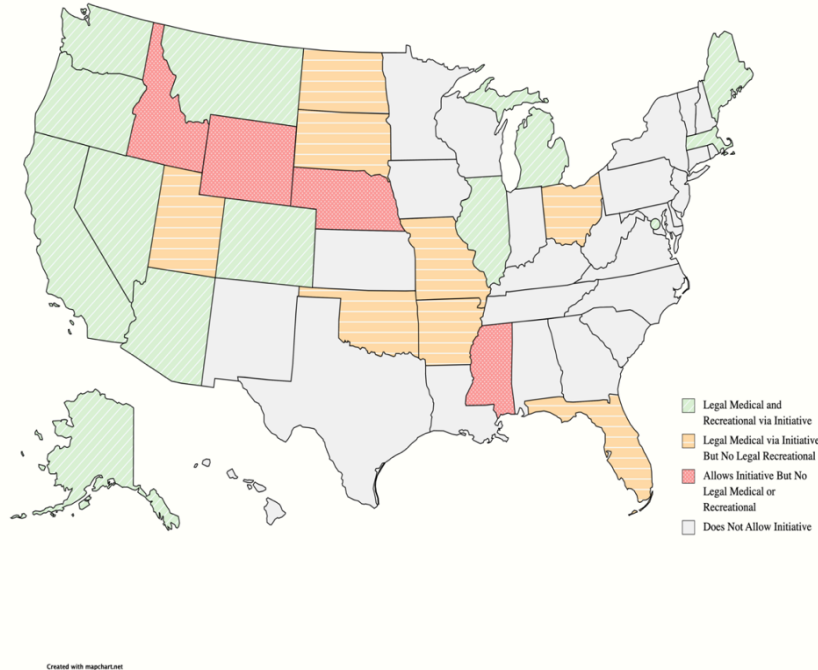 Legal Medical and
Recreational via Initiative
Legal Medical via Initiative
But No Legal Recreational
Allows Initiative But No
Legal Medical or
Recreational
Does Not Allow Initiative
Created with mapchart.net